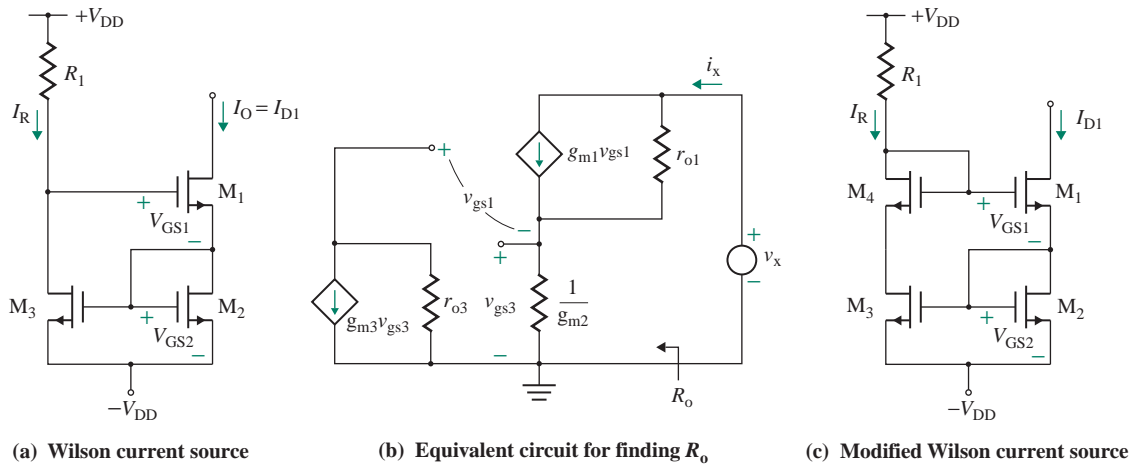 +V_DD
R_1
I_R
I_O = I_D1
M_1
+
V_GS1
−
M_3
M_2
+
V_GS2
−
−V_DD
(a) Wilson current source
i_x
+
v_gs1
−
g_m1v_gs1
r_o1
+
v_gs3
−
1/g_m2
g_m3v_gs3
r_o3
+
v_x
−
R_o
(b) Equivalent circuit for finding R_o
+V_DD
R_1
I_R
I_D1
M_4
M_1
+
V_GS1
−
M_3
M_2
+
V_GS2
−
−V_DD
(c) Modified Wilson current source